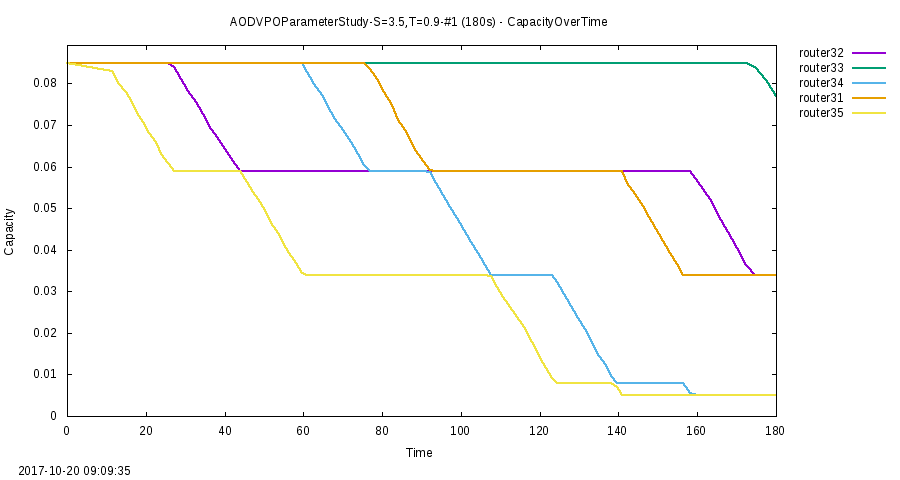 AODVPOParameterStudy-S=3.5,T=0.9-#1 (180s) - CapacityOverTime
router32
router33
router34
router31
router35
0.08
0.07
0.06
0.05
0.04
0.03
0.02
0.01
0
Capacity
0 20 40 60 80 100 120 140 160 180
Time
2017-10-20 09:09:35